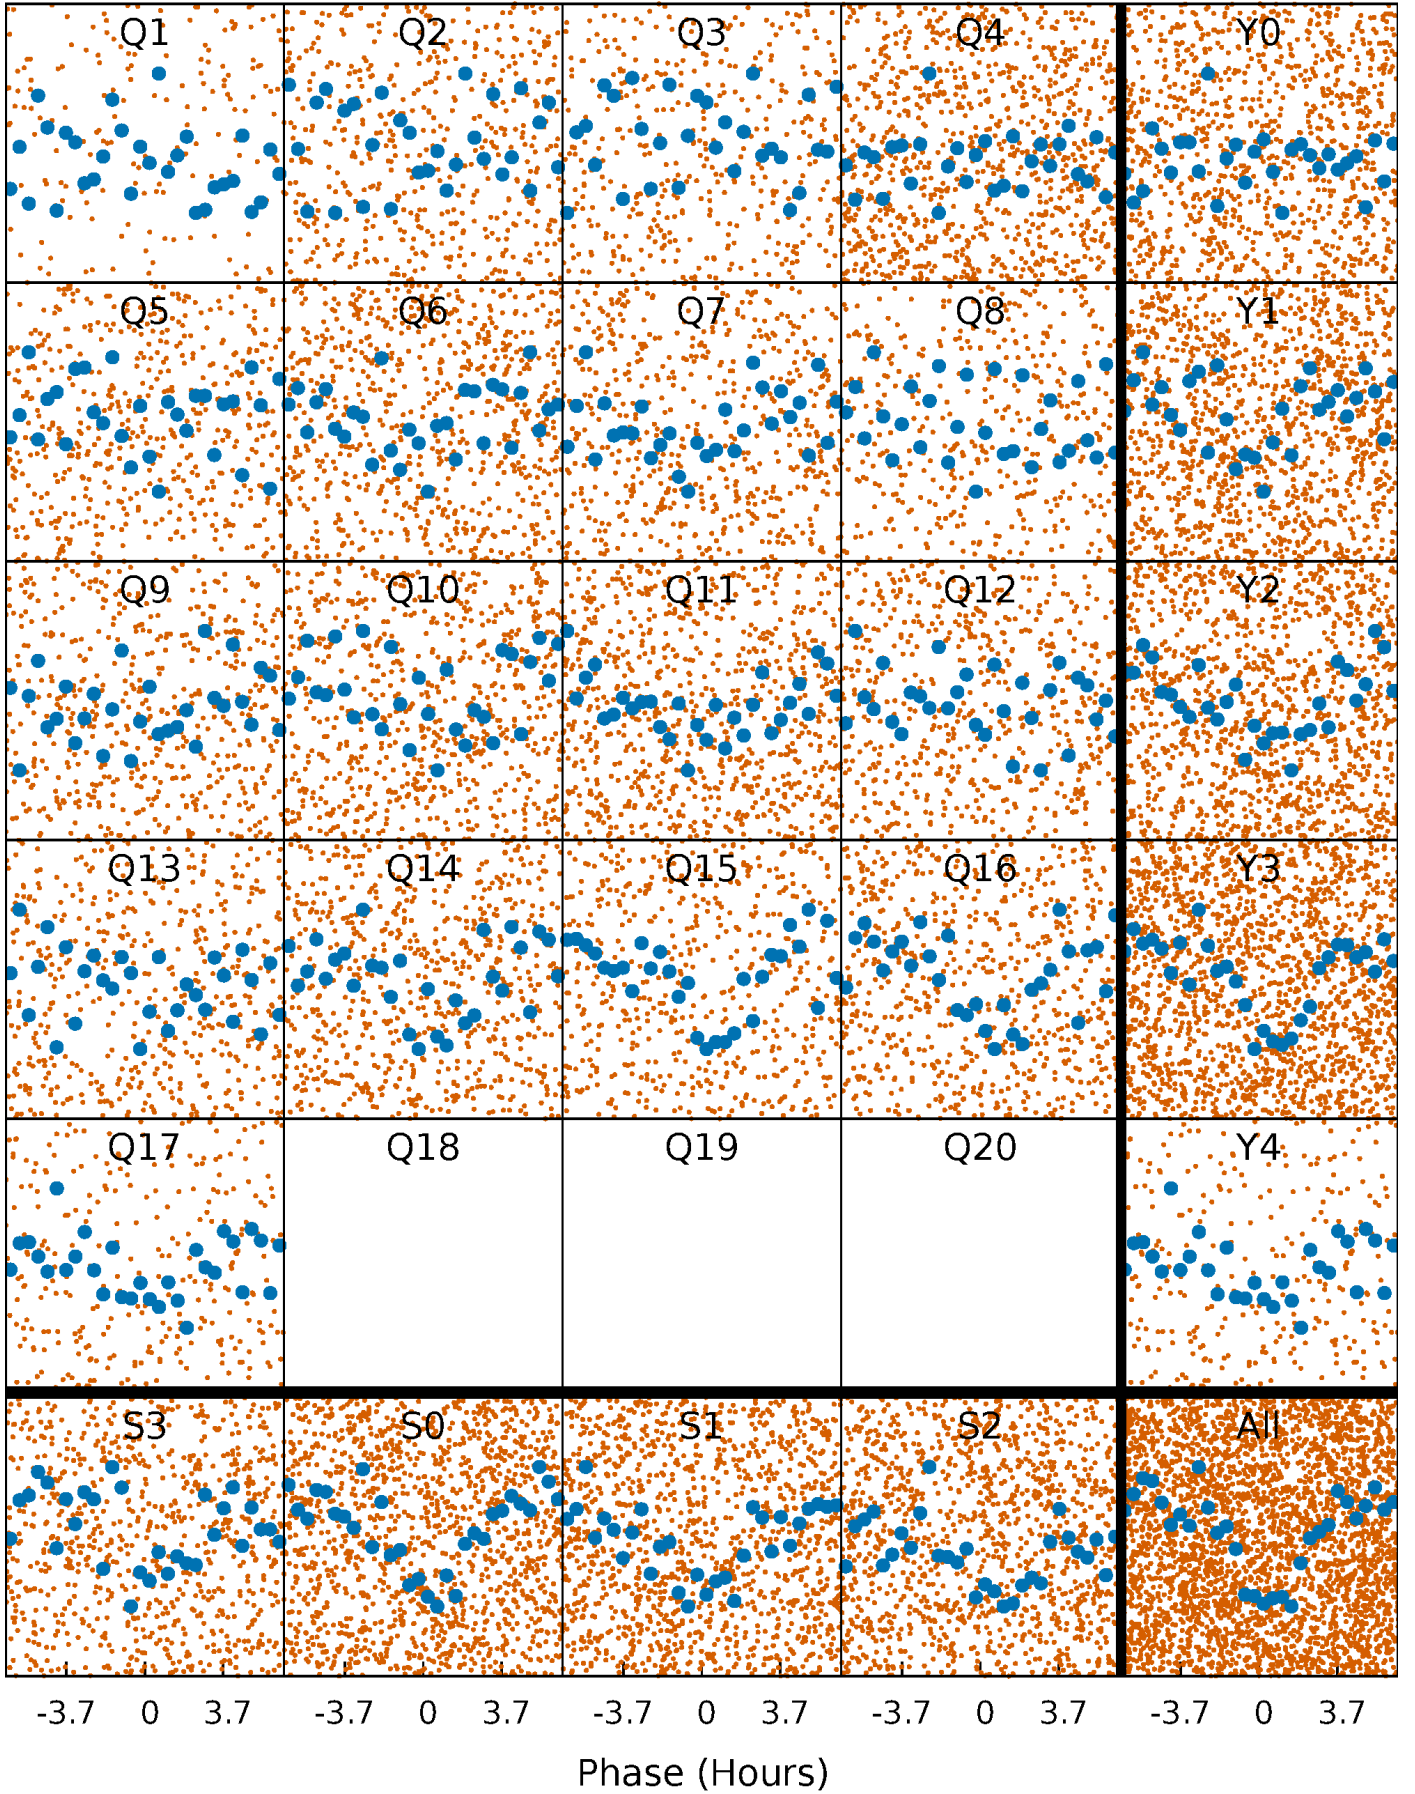 Q1 Q2 Q3 Q4 Y0
Q5 Q6 Q7 Q8 Y1
Q9 Q10 Q11 Q12 Y2
Q13 Q14 Q15 Q16 Y3
Q17 Q18 Q19 Q20 Y4
S3 S0 S1 S2 All
-3.7 0 3.7 -3.7 0 3.7 -3.7 0 3.7 -3.7 0 3.7 -3.7 0 3.7
Phase (Hours)